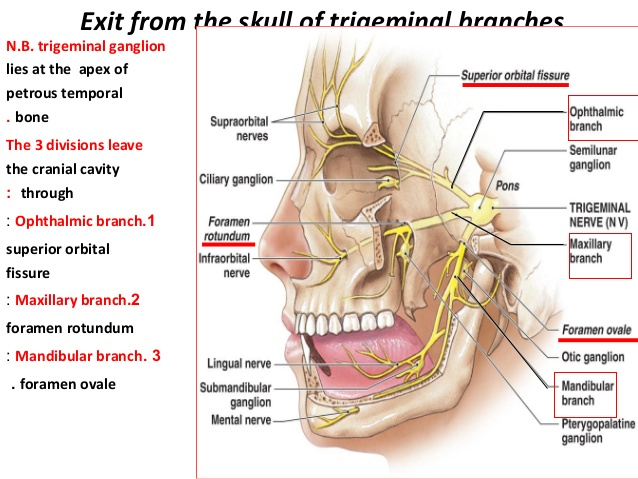 Exit from the skull of trigeminal branches
N.B. trigeminal ganglion
lies at the apex of
petrous temporal
. bone
The 3 divisions leave
the cranial cavity
: through
: Ophthalmic branch.1
superior orbital
fissure
: Maxillary branch.2
foramen rotundum
: Mandibular branch. 3
. foramen ovale
Superior orbital fissure
Supraorbital
nerves
Ophthalmic
branch
Semilunar
ganglion
Ciliary ganglion
Pons
Foramen
rotundum
TRIGEMINAL
NERVE (N V)
Infraorbital
nerve
Maxillary
branch
Foramen ovale
Otic ganglion
Lingual nerve
Submandibular
ganglion
Mandibular
branch
Mental nerve
Pterygopalatine
ganglion